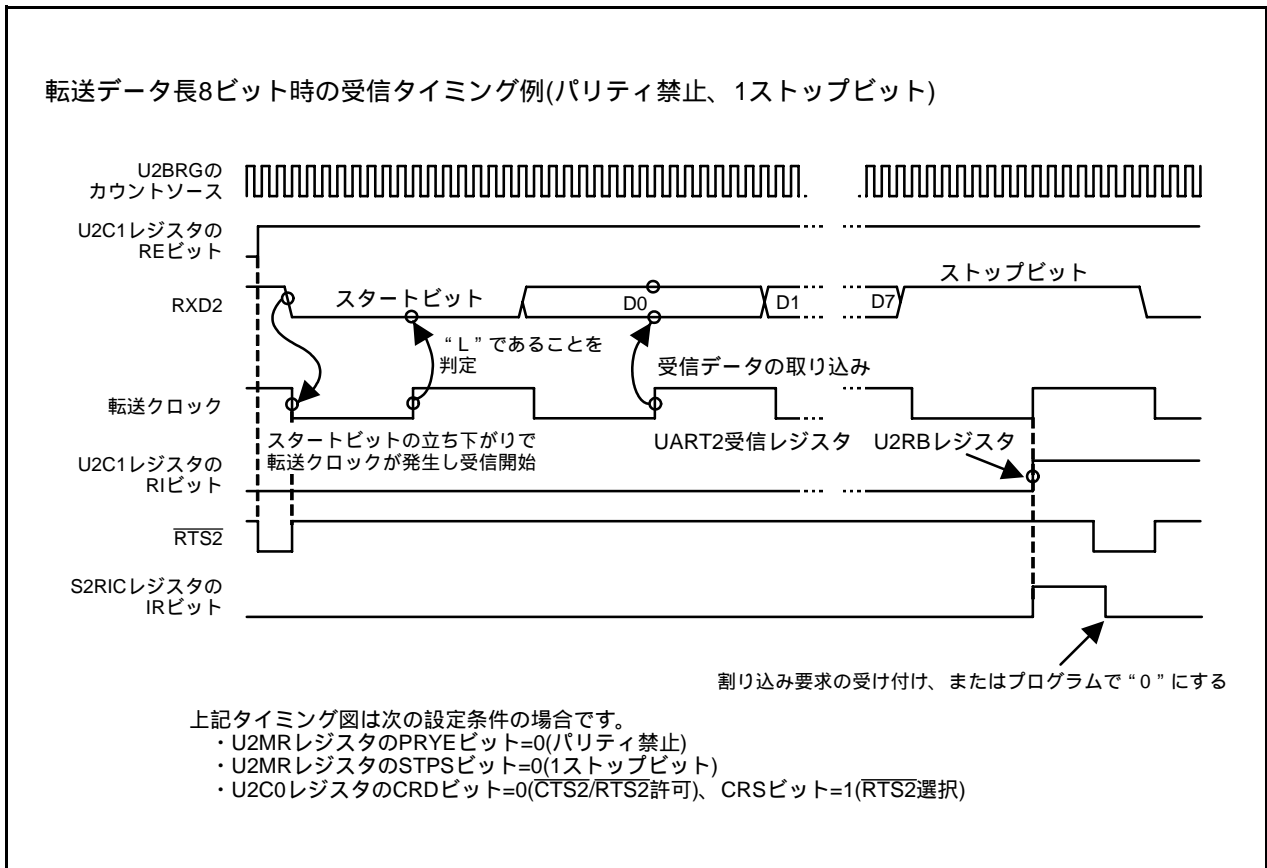 転送データ長8ビット時の受信タイミング例(パリティ禁止、1ストップビット)
U2BRGの
カウントソース
U2C1レジスタの
REビット
RXD2
スタートビット
D0
D1
D7
ストップビット
“L”であることを
判定
受信データの取り込み
転送クロック
スタートビットの立ち下がりで
転送クロックが発生し受信開始
UART2受信レジスタ
U2RBレジスタ
U2C1レジスタの
RIビット
RTS2
S2RICレジスタの
IRビット
割り込み要求の受け付け、またはプログラムで“0”にする
上記タイミング図は次の設定条件の場合です。
・U2MRレジスタのPRYEビット=0(パリティ禁止)
・U2MRレジスタのSTPSビット=0(1ストップビット)
・U2C0レジスタのCRDビット=0(CTS2/RTS2許可)、CRSビット=1(RTS2選択)